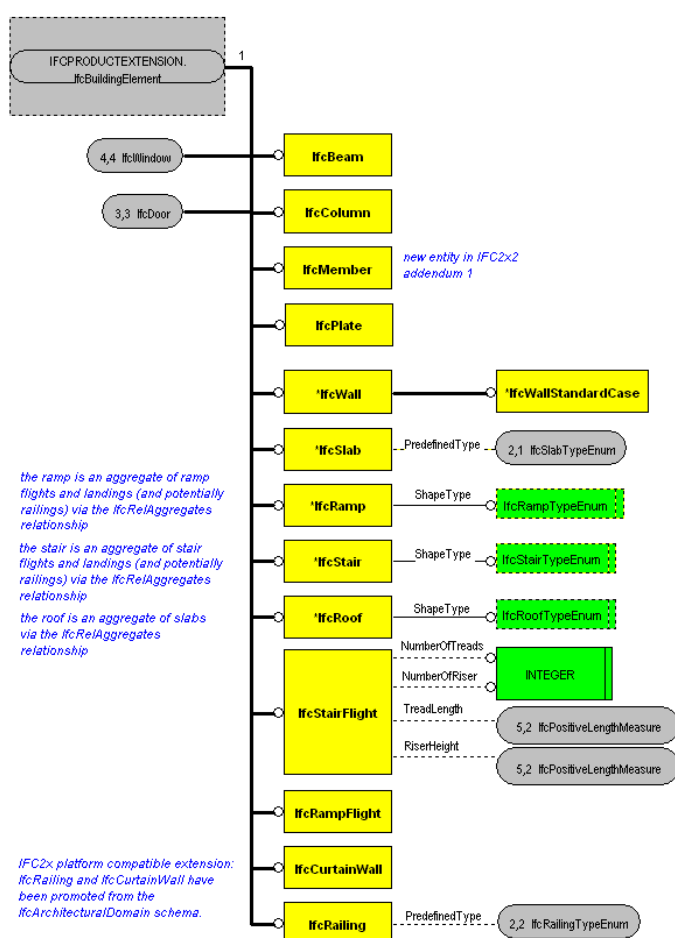 IFCPRODUCTEXTENSION.
IfcBuildingElement
1
4,4 IfcWindow
IfcBeam
3,3 IfcDoor
IfcColumn
IfcMember
new entity in IFC2x2
addendum 1
IfcPlate
*IfcWall
*IfcWallStandardCase
*IfcSlab
PredefinedType
2,1 IfcSlabTypeEnum
the ramp is an aggregate of ramp
flights and landings (and potentially
railings) via the IfcRelAggregates
relationship
*IfcRamp
ShapeType
IfcRampTypeEnum
the stair is an aggregate of stair
flights and landings (and potentially
railings) via the IfcRelAggregates
relationship
*IfcStair
ShapeType
IfcStairTypeEnum
the roof is an aggregate of slabs
via the IfcRelAggregates
relationship
*IfcRoof
ShapeType
IfcRoofTypeEnum
IfcStairFlight
NumberOfTreads
NumberOfRiser
INTEGER
TreadLength
5,2 IfcPositiveLengthMeasure
RiserHeight
5,2 IfcPositiveLengthMeasure
IfcRampFlight
IfcCurtainWall
IFC2x platform compatible extension:
IfcRailing and IfcCurtainWall have
been promoted from the
IfcArchitecturalDomain schema.
IfcRailing
PredefinedType
2,2 IfcRailingTypeEnum